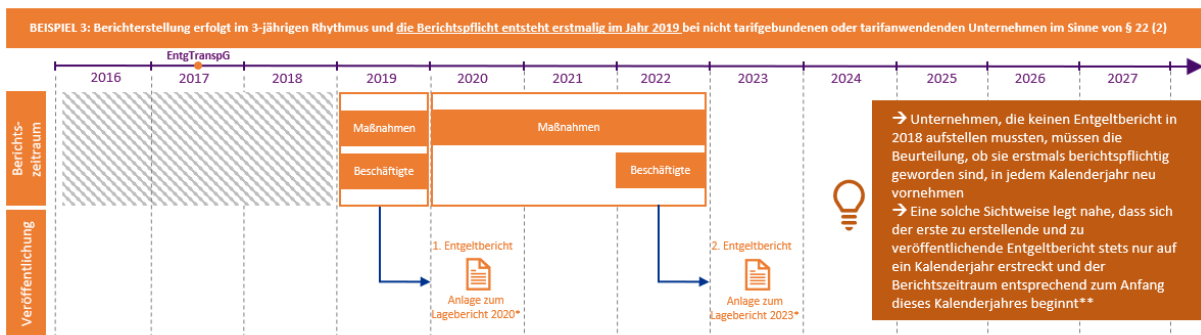 BEISPIEL 3: Berichterstellung erfolgt im 3-jährigen Rhythmus und die Berichtspflicht entsteht erstmalig im Jahr 2019 bei nicht tarifgebundenen oder tarifanwendenden Unternehmen im Sinne von § 22 (2)
EntgTranspG
2016 2017 2018 2019 2020 2021 2022 2023 2024 2025 2026 2027
Berichts-
zeitraum
Maßnahmen
Maßnahmen
Beschäftigte
Beschäftigte
Veröffentlichung
1. Entgeltbericht
Anlage zum
Lagebericht 2020*
2. Entgeltbericht
Anlage zum
Lagebericht 2023*
→ Unternehmen, die keinen Entgeltbericht in
2018 aufstellen mussten, müssen die
Beurteilung, ob sie erstmals berichtspflichtig
geworden sind, in jedem Kalenderjahr neu
vornehmen
→ Eine solche Sichtweise legt nahe, dass sich
der erste zu erstellende und zu
veröffentlichende Entgeltbericht stets nur auf
ein Kalenderjahr erstreckt und der
Berichtszeitraum entsprechend zum Anfang
dieses Kalenderjahres beginnt**